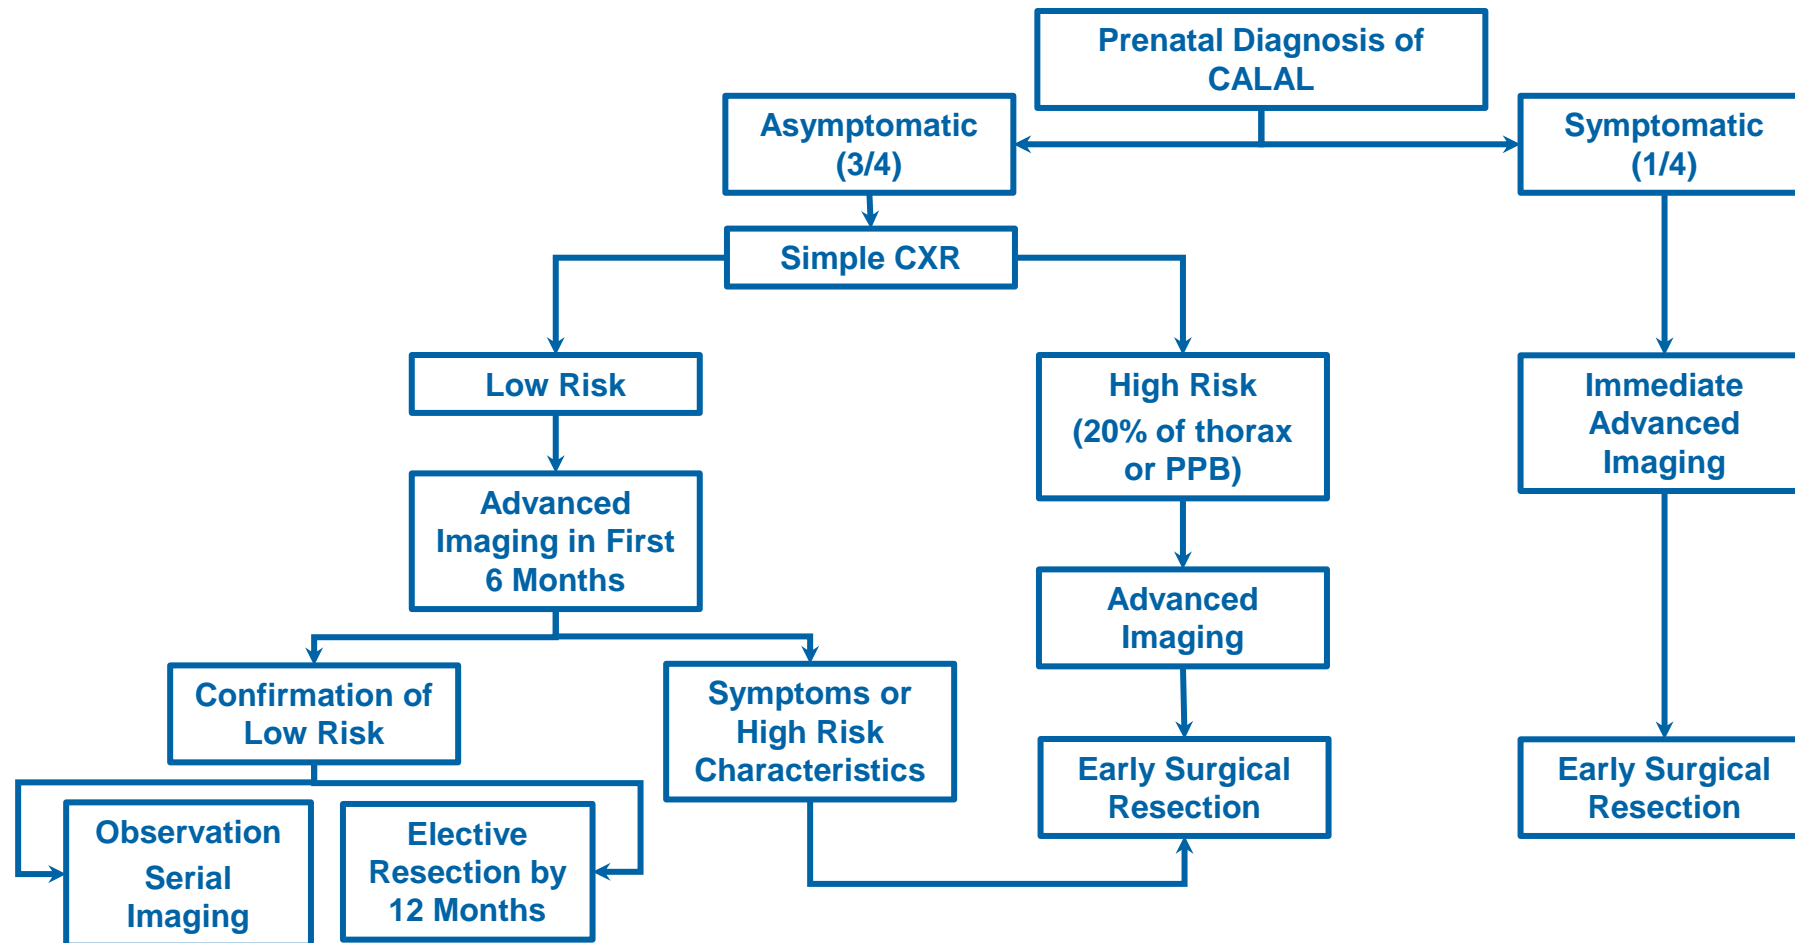 Prenatal Diagnosis of
CALAL
Asymptomatic
(3/4)
Symptomatic
(1/4)
Simple CXR
Low Risk
High Risk
(20% of thorax
or PPB)
Immediate
Advanced
Imaging
Advanced
Imaging in First
6 Months
Advanced
Imaging
Confirmation of
Low Risk
Symptoms or
High Risk
Characteristics
Early Surgical
Resection
Early Surgical
Resection
Observation
Serial
Imaging
Elective
Resection by
12 Months